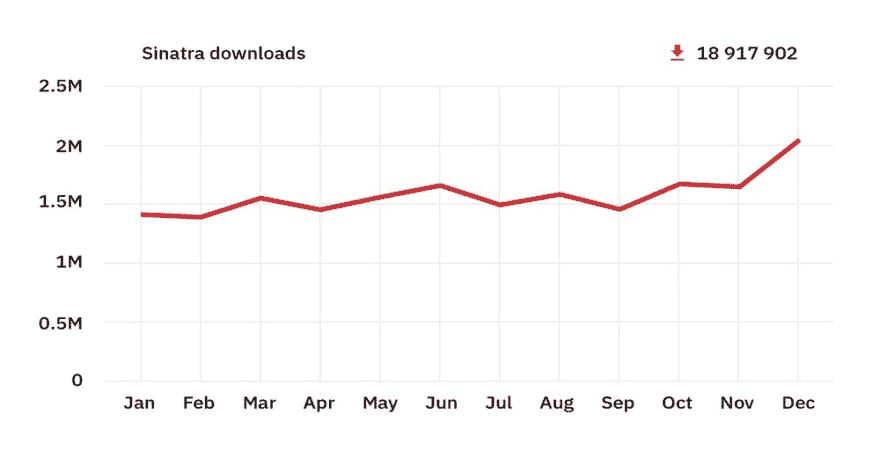 Sinatra downloads 18 917 902
2.5M
2M
1.5M
1M
0.5M
0
Jan Feb Mar Apr May Jun Jul Aug Sep Oct Nov Dec